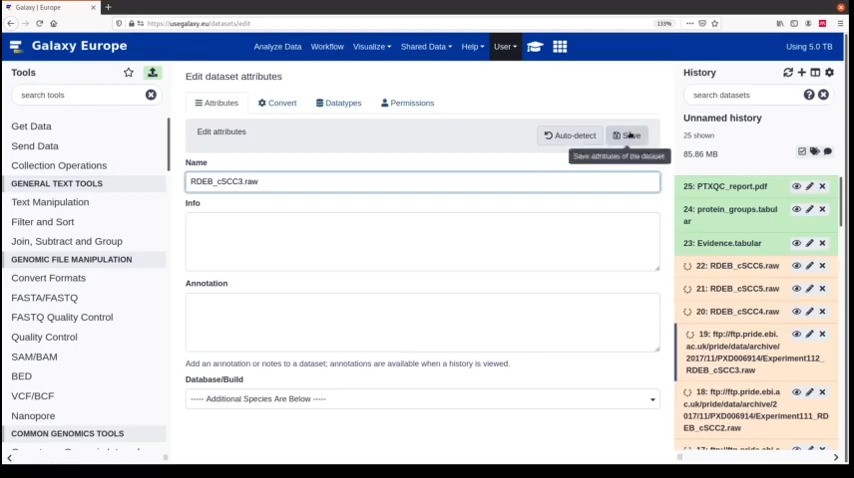 Galaxy | Europe
https://usegalaxy.eu/datasets/edit
133%
Galaxy Europe
Analyze Data
Workflow
Visualize
Shared Data
Help
User
Using 5.0 TB
Tools
search tools
Get Data
Send Data
Collection Operations
GENERAL TEXT TOOLS
Text Manipulation
Filter and Sort
Join, Subtract and Group
GENOMIC FILE MANIPULATION
Convert Formats
FASTA/FASTQ
FASTQ Quality Control
Quality Control
SAM/BAM
BED
VCF/BCF
Nanopore
COMMON GENOMICS TOOLS
Edit dataset attributes
Attributes
Convert
Datatypes
Permissions
Edit attributes
Auto-detect
Save
Save attributes of the dataset.
Name
RDEB_cSCC3.raw
Info
Annotation
Add an annotation or notes to a dataset; annotations are available when a history is viewed.
Database/Build
----- Additional Species Are Below -----
History
search datasets
Unnamed history
25 shown
85.86 MB
25: PTXQC_report.pdf
24: protein_groups.tabul
ar
23: Evidence.tabular
22: RDEB_cSCC6.raw
21: RDEB_cSCC5.raw
20: RDEB_cSCC4.raw
19: ftp://ftp.pride.ebi.
ac.uk/pride/data/archive/
2017/11/PXD006914/Experiment112_
RDEB_cSCC3.raw
18: ftp://ftp.pride.ebi.a
c.uk/pride/data/archive/2
017/11/PXD006914/Experiment111_RD
EB_cSCC2.raw